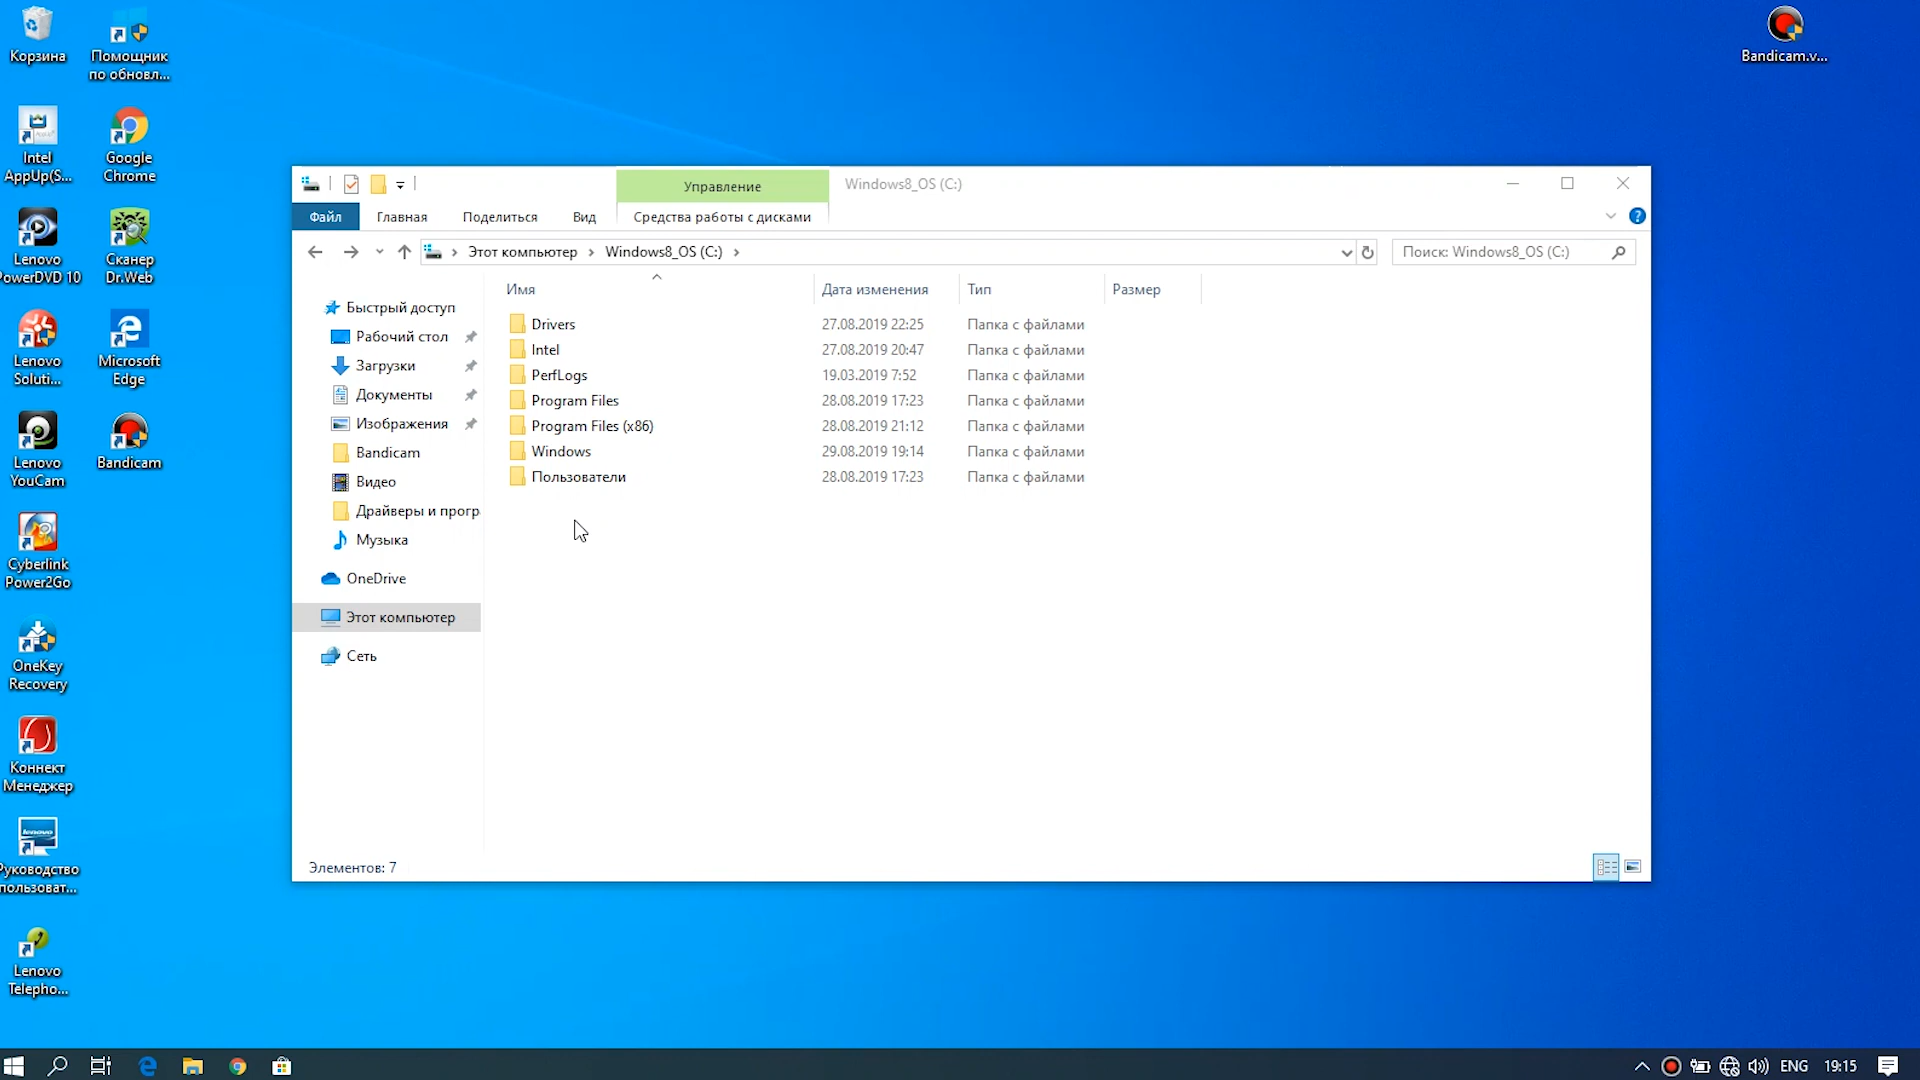 Корзина
Помощник
по обновл...
Bandicam.v...
Intel
AppUp(S...
Google
Chrome
Lenovo
PowerDVD 10
Сканер
Dr.Web
Lenovo
Soluti...
Microsoft
Edge
Lenovo
YouCam
Bandicam
Cyberlink
Power2Go
OneKey
Recovery
Коннект
Менеджер
lenovo
Руководство
пользоват...
Lenovo
Telepho...
Управление
Windows8_OS (C:)
Файл
Главная
Поделиться
Вид
Средства работы с дисками
Этот компьютер
Windows8_OS (C:)
Поиск: Windows8_OS (C:)
Быстрый доступ
Рабочий стол
Загрузки
Документы
Изображения
Bandicam
Видео
Драйверы и прогр
Музыка
OneDrive
Этот компьютер
Сеть
Имя Дата изменения Тип Размер
Drivers 27.08.2019 22:25 Папка с файлами
Intel 27.08.2019 20:47 Папка с файлами
PerfLogs 19.03.2019 7:52 Папка с файлами
Program Files 28.08.2019 17:23 Папка с файлами
Program Files (x86) 28.08.2019 21:12 Папка с файлами
Windows 29.08.2019 19:14 Папка с файлами
Пользователи 28.08.2019 17:23 Папка с файлами
Элементов: 7
ENG
19:15